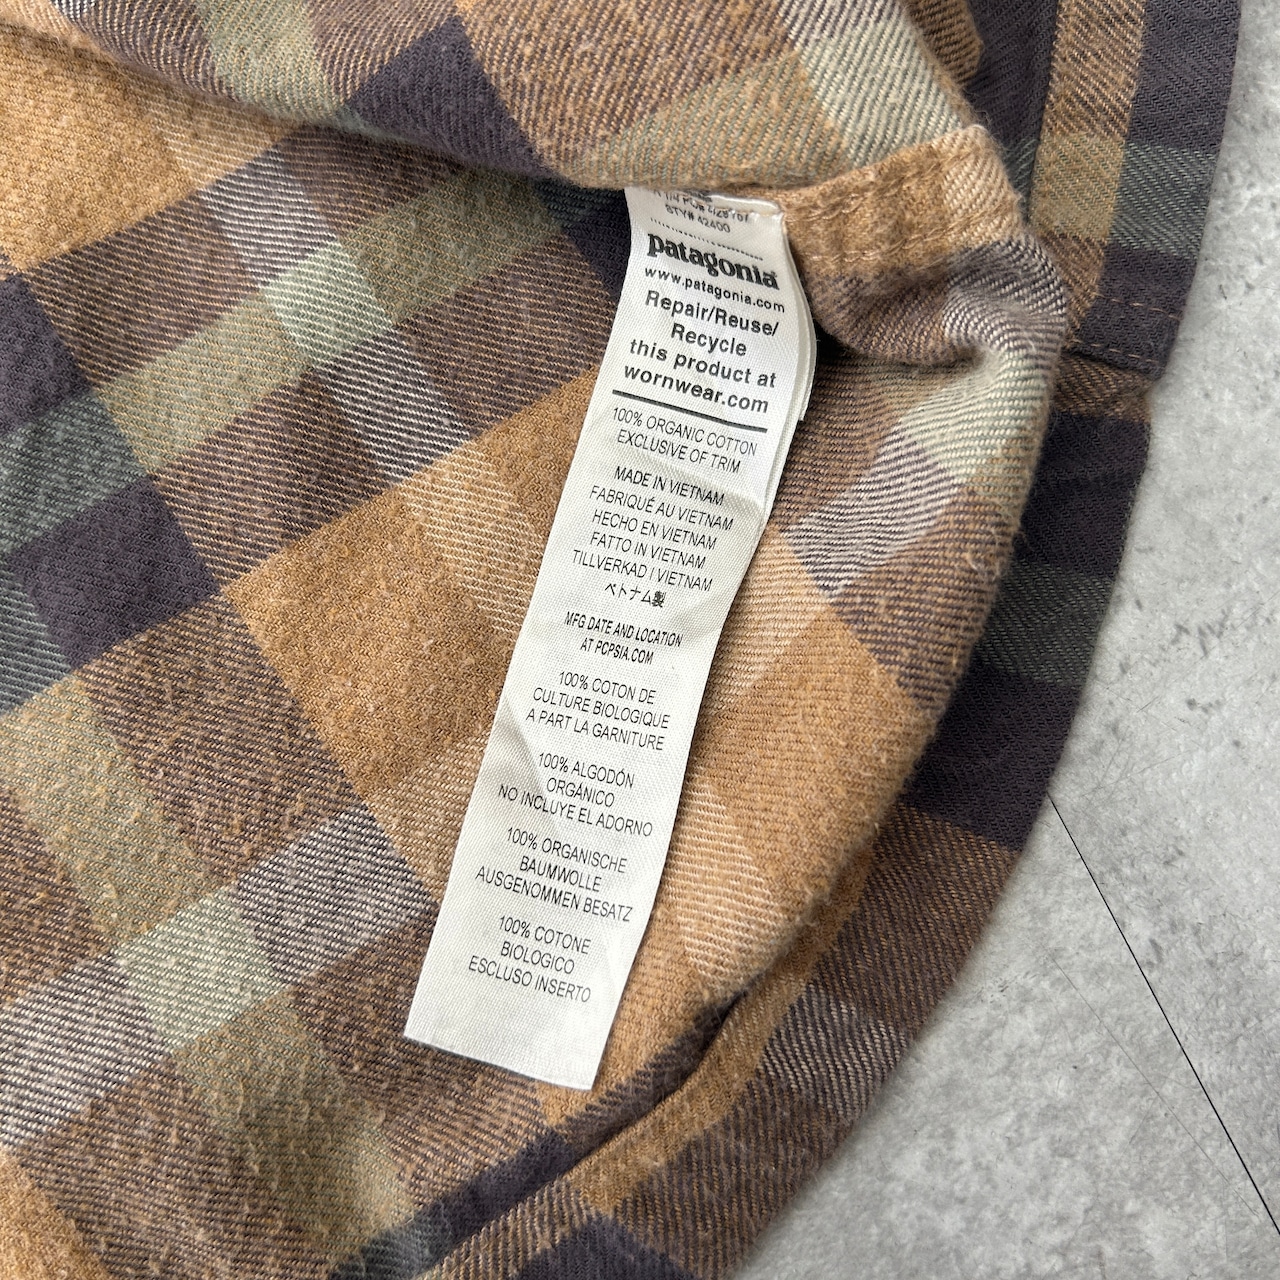 STY# 42400
patagonia®
www.patagonia.com
Repair/Reuse/
Recycle
this product at
wornwear.com
100% ORGANIC COTTON
EXCLUSIVE OF TRIM
MADE IN VIETNAM
FABRIQUÉ AU VIETNAM
HECHO EN VIETNAM
FATTO IN VIETNAM
TILLVERKAD I VIETNAM
ベトナム製
MFG DATE AND LOCATION
AT PCPSIA.COM
100% COTON DE
CULTURE BIOLOGIQUE
A PART LA GARNITURE
100% ALGODÓN
ORGÁNICO
NO INCLUYE EL ADORNO
100% ORGANISCHE
BAUMWOLLE
AUSGENOMMEN BESATZ
100% COTONE
BIOLOGICO
ESCLUSO INSERTO